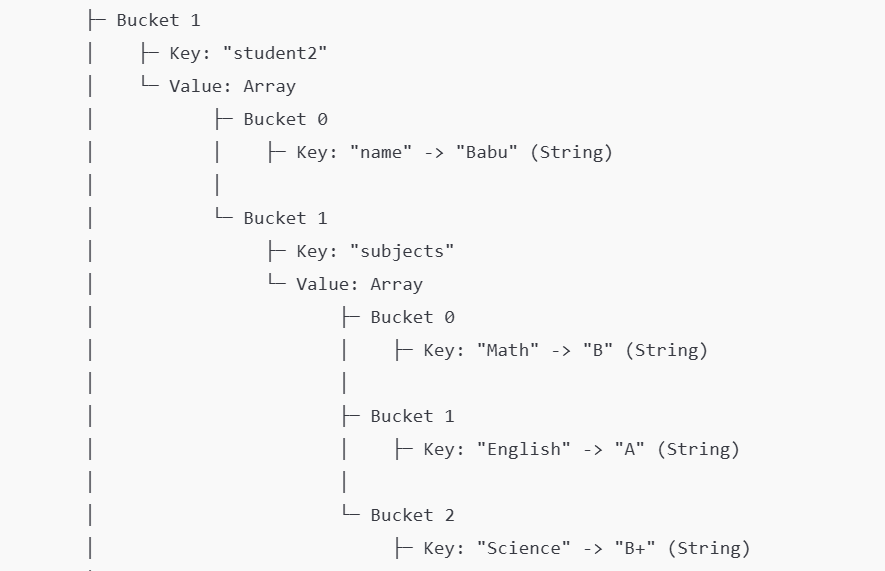 ├─ Bucket 1
│    ├─ Key: "student2"
│    └─ Value: Array
│           ├─ Bucket 0
│           │    ├─ Key: "name" -> "Babu" (String)
│           │
│           └─ Bucket 1
│                ├─ Key: "subjects"
│                └─ Value: Array
│                       ├─ Bucket 0
│                       │    ├─ Key: "Math" -> "B" (String)
│                       │
│                       ├─ Bucket 1
│                       │    ├─ Key: "English" -> "A" (String)
│                       │
│                       └─ Bucket 2
│                            ├─ Key: "Science" -> "B+" (String)